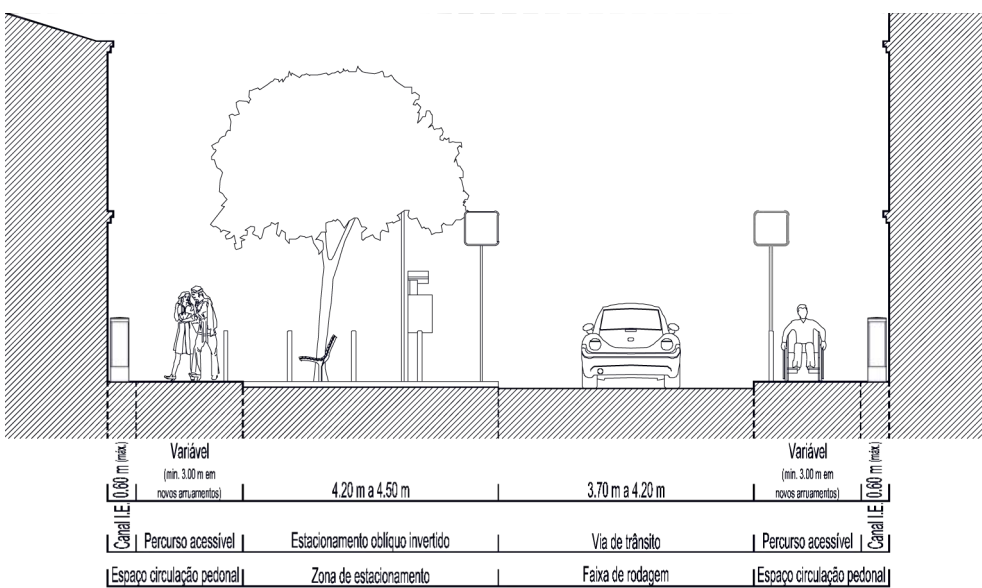 Canal I.E. 0.60 m (máx.)
Variável
(min. 3.00 m em
novos arruamentos)
4.20 m a 4.50 m
3.70 m a 4.20 m
Variável
(min. 3.00 m em
novos arruamentos)
Canal I.E. 0.60 m (máx.)
Percurso acessível
Estacionamento oblíquo invertido
Via de trânsito
Percurso acessível
Espaço circulação pedonal
Zona de estacionamento
Faixa de rodagem
Espaço circulação pedonal